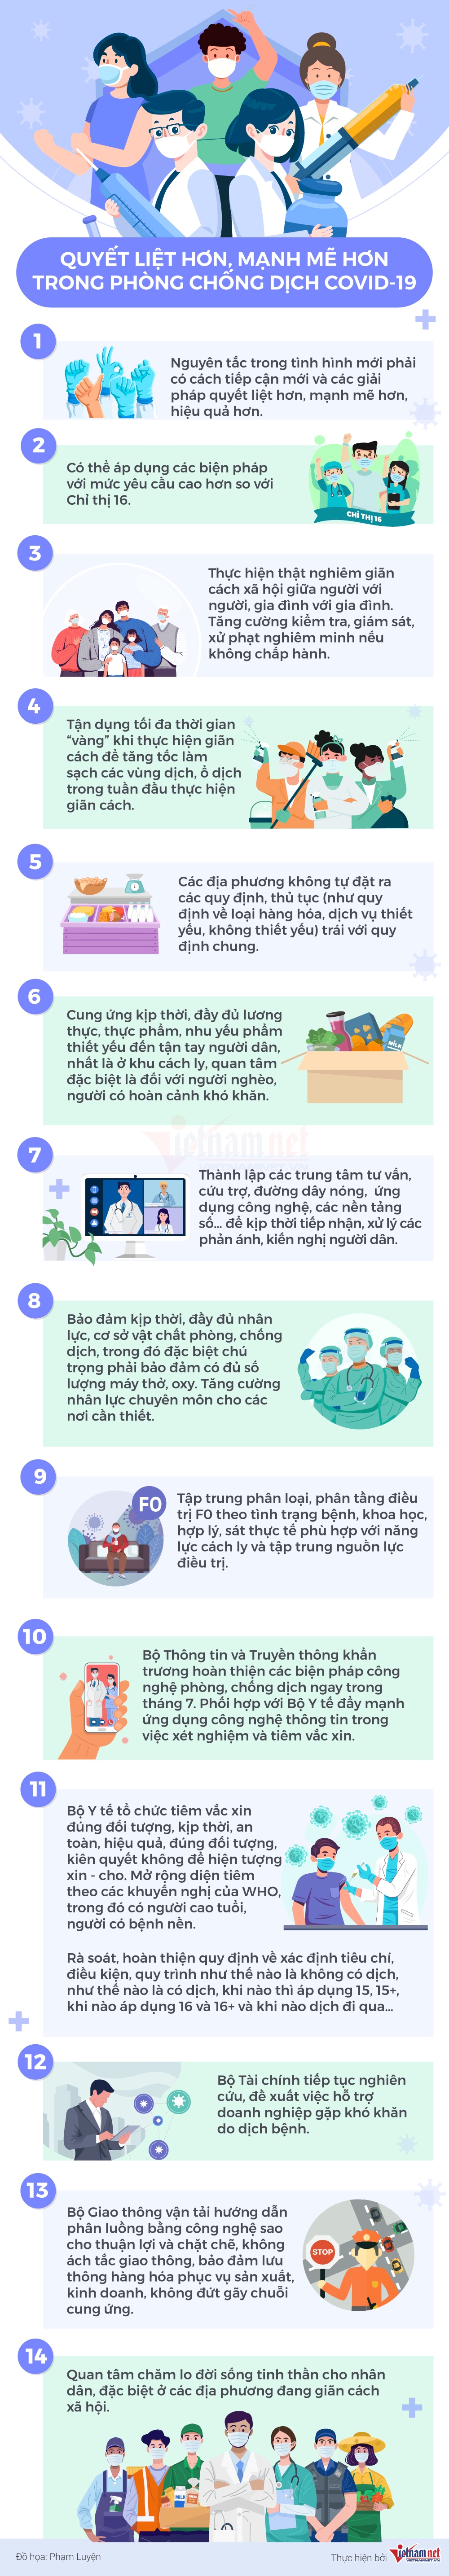 QUYẾT LIỆT HƠN, MẠNH MẼ HƠN
TRONG PHÒNG CHỐNG DỊCH COVID-19
1
Nguyên tắc trong tình hình mới phải
có cách tiếp cận mới và các giải
pháp quyết liệt hơn, mạnh mẽ hơn,
hiệu quả hơn.
2
Có thể áp dụng các biện pháp
với mức yêu cầu cao hơn so với
Chỉ thị 16.
CHỈ THỊ 16
3
Thực hiện thật nghiêm giãn
cách xã hội giữa người với
người, gia đình với gia đình.
Tăng cường kiểm tra, giám sát,
xử phạt nghiêm minh nếu
không chấp hành.
4
Tận dụng tối đa thời gian
“vàng” khi thực hiện giãn
cách để tăng tốc làm
sạch các vùng dịch, ổ dịch
trong tuần đầu thực hiện
giãn cách.
5
Các địa phương không tự đặt ra
các quy định, thủ tục (như quy
định về loại hàng hóa, dịch vụ thiết
yếu, không thiết yếu) trái với quy
định chung.
6
Cung ứng kịp thời, đầy đủ lương
thực, thực phẩm, nhu yếu phẩm
thiết yếu đến tận tay người dân,
nhất là ở khu cách ly, quan tâm
đặc biệt là đối với người nghèo,
người có hoàn cảnh khó khăn.
MILK
vietnamnet
7
Thành lập các trung tâm tư vấn,
cứu trợ, đường dây nóng, ứng
dụng công nghệ, các nền tảng
số... để kịp thời tiếp nhận, xử lý các
phản ánh, kiến nghị người dân.
8
Bảo đảm kịp thời, đầy đủ nhân
lực, cơ sở vật chất phòng, chống
dịch, trong đó đặc biệt chú
trọng phải bảo đảm có đủ số
lượng máy thở, oxy. Tăng cường
nhân lực chuyên môn cho các
nơi cần thiết.
9
F0
Tập trung phân loại, phân tầng điều
trị F0 theo tình trạng bệnh, khoa học,
hợp lý, sát thực tế phù hợp với năng
lực cách ly và tập trung nguồn lực
điều trị.
10
Bộ Thông tin và Truyền thông khẩn
trương hoàn thiện các biện pháp công
nghệ phòng, chống dịch ngay trong
tháng 7. Phối hợp với Bộ Y tế đẩy mạnh
ứng dụng công nghệ thông tin trong
việc xét nghiệm và tiêm vắc xin.
11
Bộ Y tế tổ chức tiêm vắc xin
đúng đối tượng, kịp thời, an
toàn, hiệu quả, đúng đối tượng,
kiên quyết không để hiện tượng
xin - cho. Mở rộng diện tiêm
theo các khuyến nghị của WHO,
trong đó có người cao tuổi,
người có bệnh nền.
Rà soát, hoàn thiện quy định về xác định tiêu chí,
điều kiện, quy trình như thế nào là không có dịch,
như thế nào là có dịch, khi nào thì áp dụng 15, 15+,
khi nào áp dụng 16 và 16+ và khi nào dịch đi qua...
12
Bộ Tài chính tiếp tục nghiên
cứu, đề xuất việc hỗ trợ
doanh nghiệp gặp khó khăn
do dịch bệnh.
13
Bộ Giao thông vận tải hướng dẫn
phân luồng bằng công nghệ sao
cho thuận lợi và chặt chẽ, không
ách tắc giao thông, bảo đảm lưu
thông hàng hóa phục vụ sản xuất,
kinh doanh, không đứt gãy chuỗi
cung ứng.
STOP
14
Quan tâm chăm lo đời sống tinh thần cho nhân
dân, đặc biệt ở các địa phương đang giãn cách
xã hội.
MILK
Đồ họa: Phạm Luyện
Thực hiện bởi vietnamnet